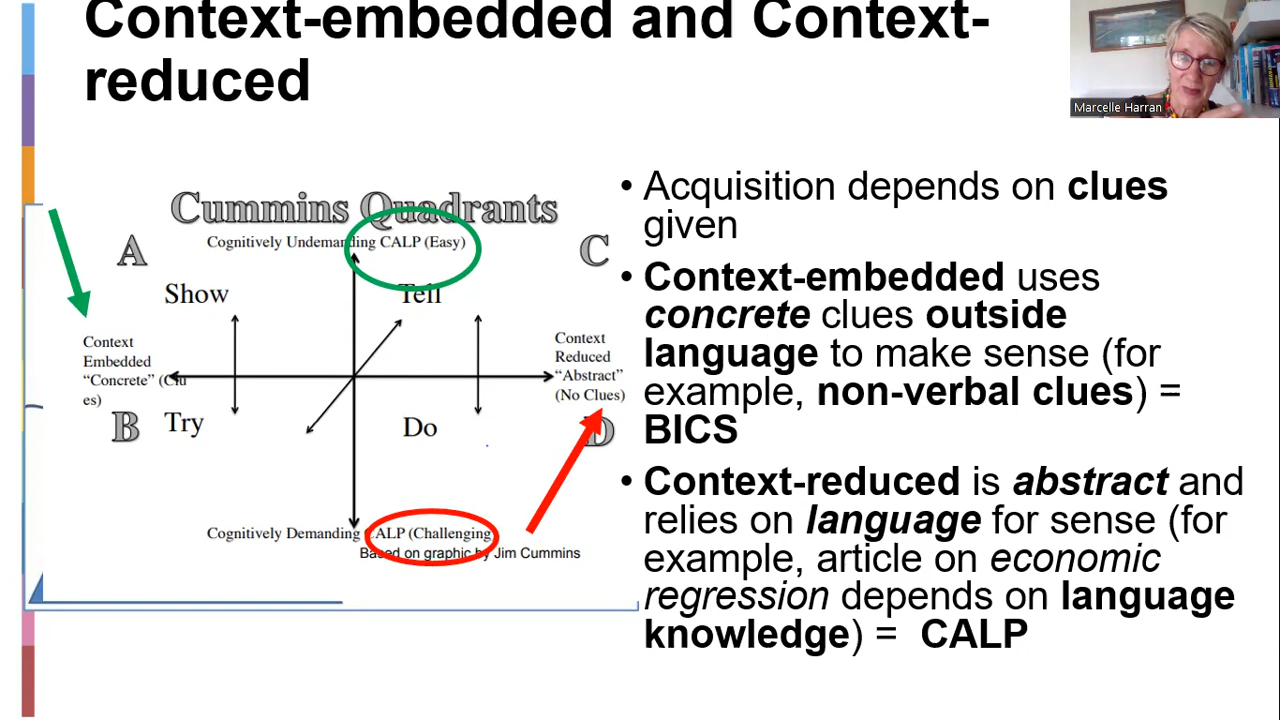 Context-embedded and Context-
reduced
Marcelle Harran
Cummins Quadrants
Cognitively Undemanding CALP (Easy)
A
C
Show
Tell
Context
Embedded
“Concrete” (Clu
es)
Context
Reduced
“Abstract”
(No Clues)
B
Try
Do
D
Cognitively Demanding CALP (Challenging
Based on graphic by Jim Cummins
• Acquisition depends on clues
given
• Context-embedded uses
concrete clues outside
language to make sense (for
example, non-verbal clues) =
BICS
• Context-reduced is abstract and
relies on language for sense (for
example, article on economic
regression depends on language
knowledge) = CALP